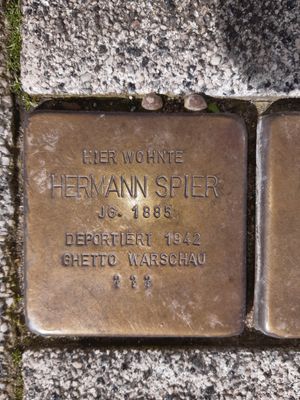 HIER WOHNTE
HERMANN SPIER
JG. 1885
DEPORTIERT 1942
GHETTO WARSCHAU
? ? ?